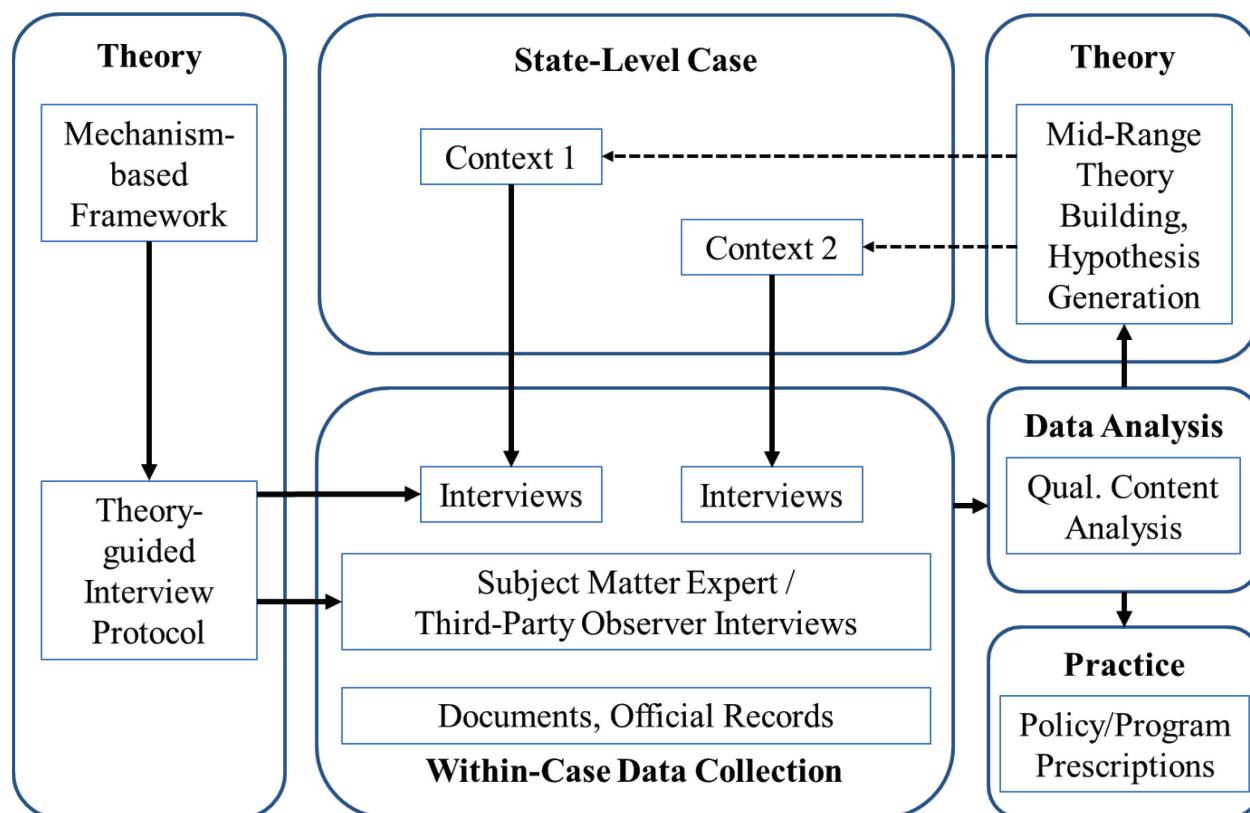 Theory
Mechanism-
based
Framework
Theory-
guided
Interview
Protocol
State-Level Case
Context 1
Context 2
Interviews
Interviews
Subject Matter Expert /
Third-Party Observer Interviews
Documents, Official Records
Within-Case Data Collection
Theory
Mid-Range
Theory
Building,
Hypothesis
Generation
Data Analysis
Qual. Content
Analysis
Practice
Policy/Program
Prescriptions